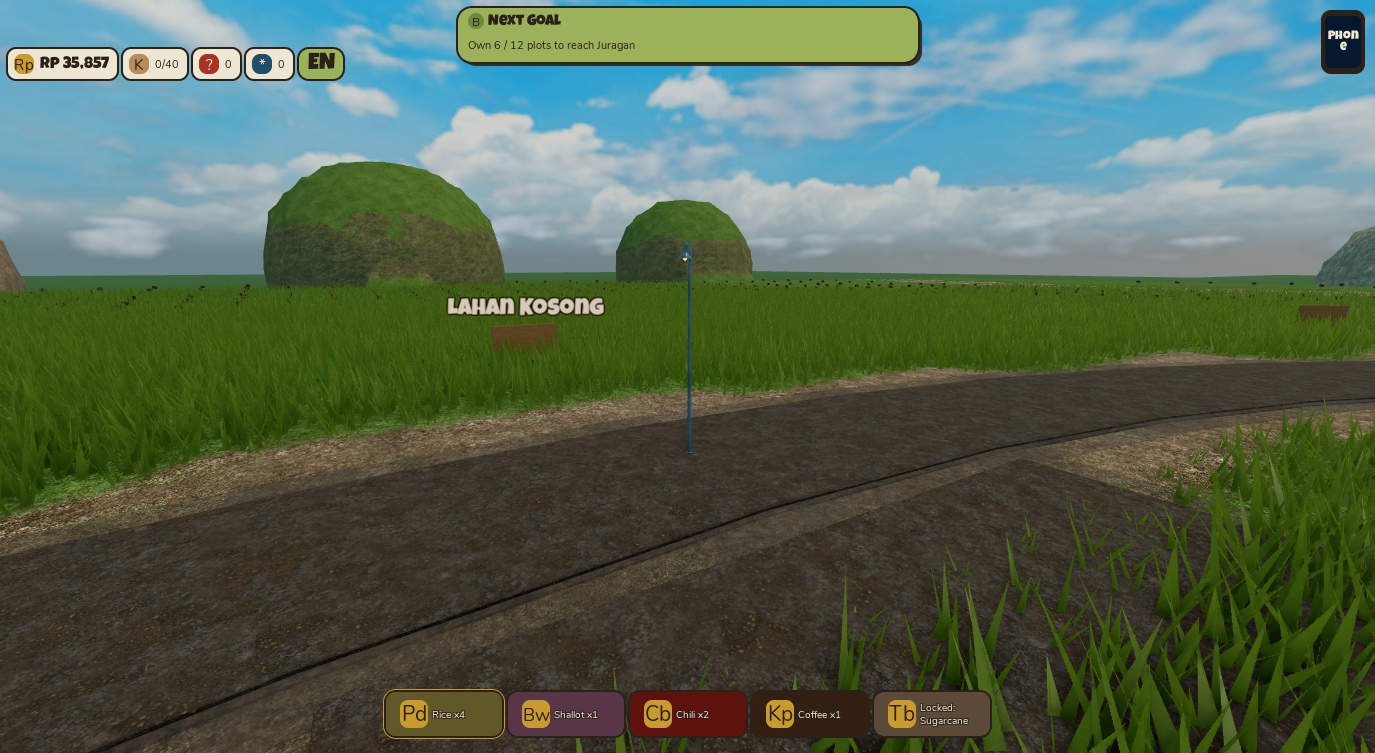 B Next Goal
Own 6 / 12 plots to reach Juragan
Phon
e
Rp RP 35,857
K 0/40
? 0
* 0
EN
Lahan Kosong
Pd Rice x4
Bw Shallot x1
Cb Chili x2
Kp Coffee x1
Tb Locked:
Sugarcane